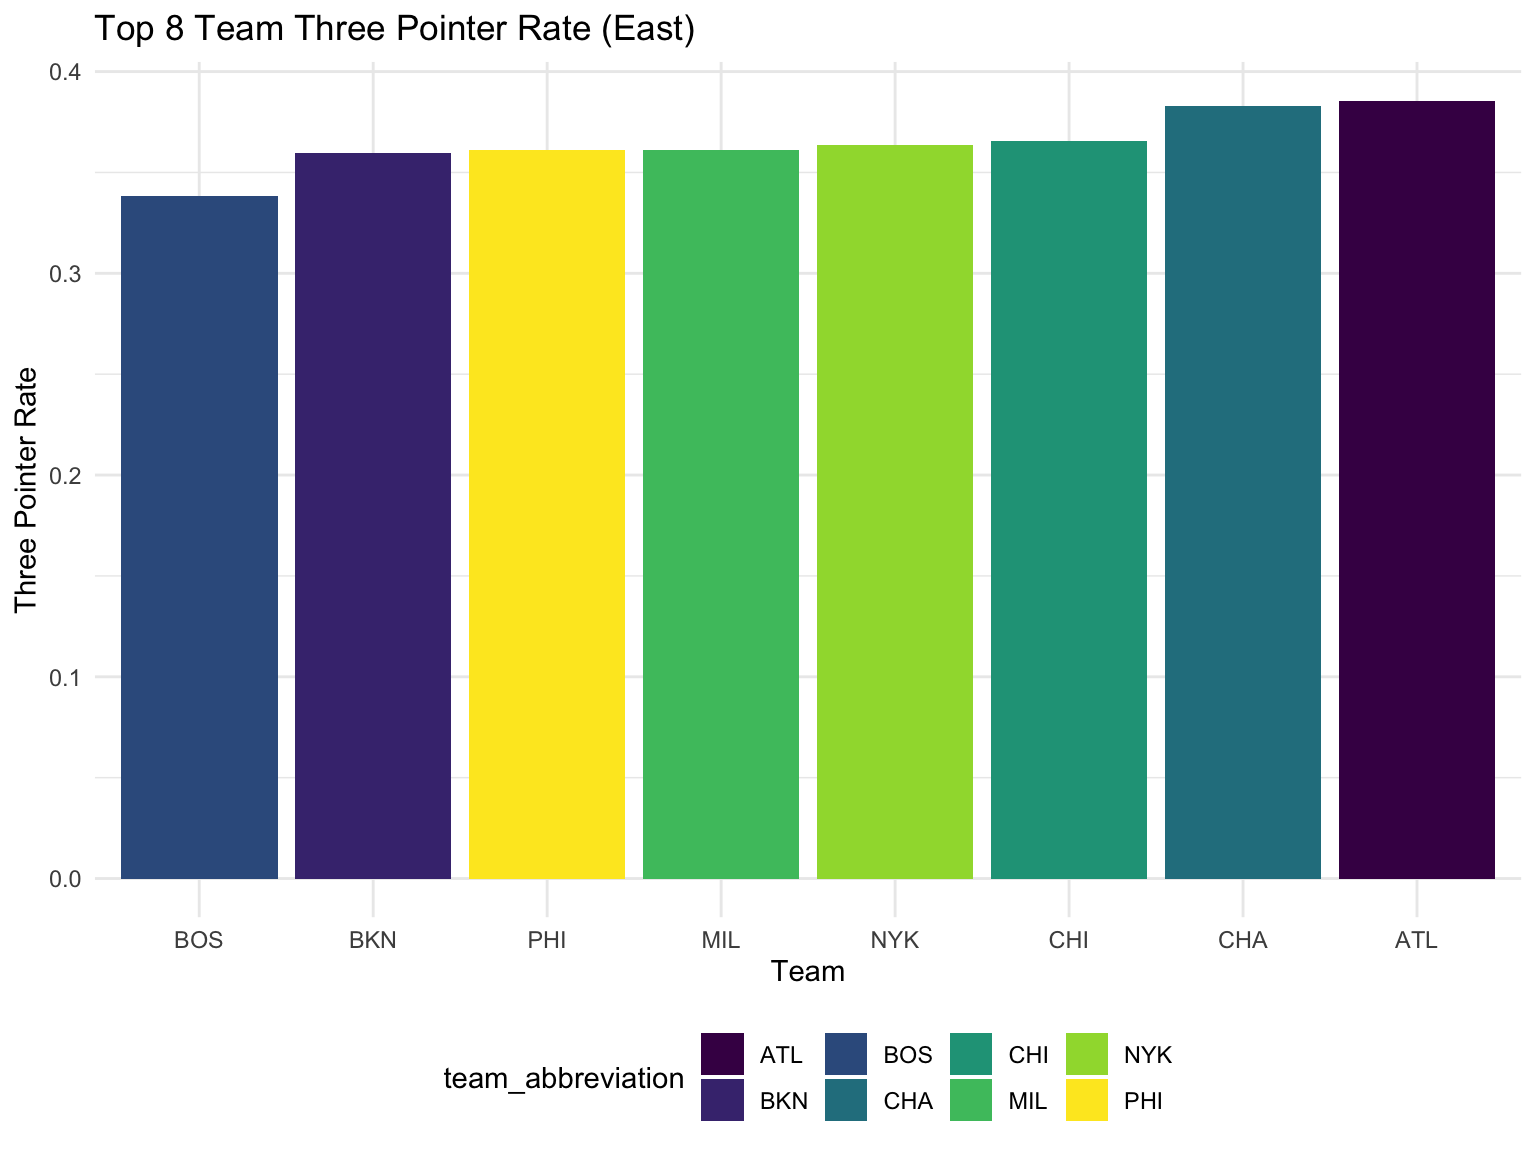 Top 8 Team Three Pointer Rate (East)
Three Pointer Rate
0.4
0.3
0.2
0.1
0.0
BOS BKN PHI MIL NYK CHI CHA ATL
Team
team_abbreviation
ATL BOS CHI NYK
BKN CHA MIL PHI